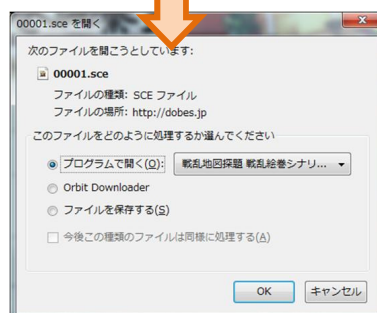 00001.sce を開く
次のファイルを開こうとしています:
00001.sce
ファイルの種類: SCE ファイル
ファイルの場所: http://dobes.jp
このファイルをどのように処理するか選んでください
プログラムで開く(O): 戦乱地図探題 戦乱絵巻シナリ...
Orbit Downloader
ファイルを保存する(S)
今後この種類のファイルは同様に処理する(A)
OK キャンセル